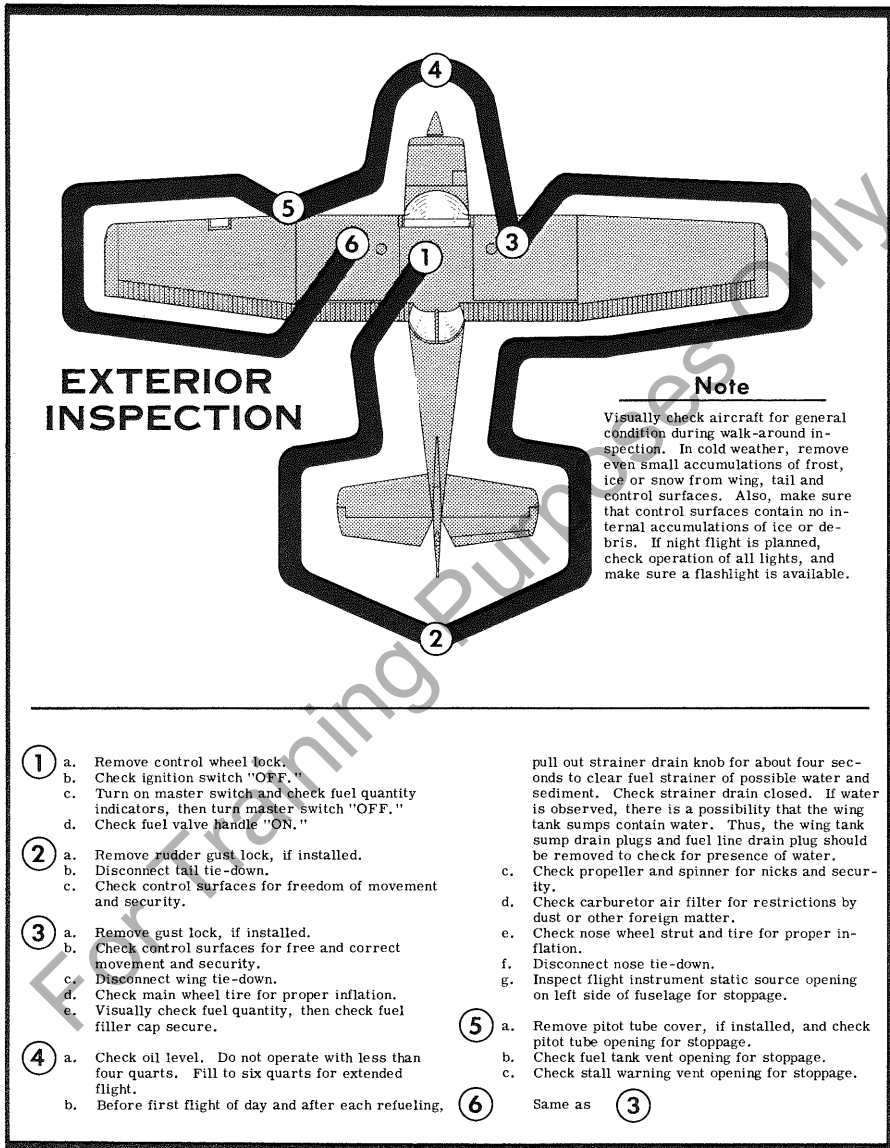 4
5
6
1
3
EXTERIOR
INSPECTION
Note
Visually check aircraft for general
condition during walk-around in-
spection. In cold weather, remove
even small accumulations of frost,
ice or snow from wing, tail and
control surfaces. Also, make sure
that control surfaces contain no in-
ternal accumulations of ice or de-
bris. If night flight is planned,
check operation of all lights, and
make sure a flashlight is available.
2
1 a. Remove control wheel lock.
b. Check ignition switch "OFF."
c. Turn on master switch and check fuel quantity
indicators, then turn master switch "OFF."
d. Check fuel valve handle "ON."
2 a. Remove rudder gust lock, if installed.
b. Disconnect tail tie-down.
c. Check control surfaces for freedom of movement
and security.
3 a. Remove gust lock, if installed.
b. Check control surfaces for free and correct
movement and security.
c. Disconnect wing tie-down.
d. Check main wheel tire for proper inflation.
e. Visually check fuel quantity, then check fuel
filler cap secure.
4 a. Check oil level. Do not operate with less than
four quarts. Fill to six quarts for extended
flight.
b. Before first flight of day and after each refueling,
pull out strainer drain knob for about four sec-
onds to clear fuel strainer of possible water and
sediment. Check strainer drain closed. If water
is observed, there is a possibility that the wing
tank sumps contain water. Thus, the wing tank
sump drain plugs and fuel line drain plug should
be removed to check for presence of water.
c. Check propeller and spinner for nicks and secur-
ity.
d. Check carburetor air filter for restrictions by
dust or other foreign matter.
e. Check nose wheel strut and tire for proper in-
flation.
f. Disconnect nose tie-down.
g. Inspect flight instrument static source opening
on left side of fuselage for stoppage.
5 a. Remove pitot tube cover, if installed, and check
pitot tube opening for stoppage.
b. Check fuel tank vent opening for stoppage.
c. Check stall warning vent opening for stoppage.
6 Same as 3
For Training Purposes Only